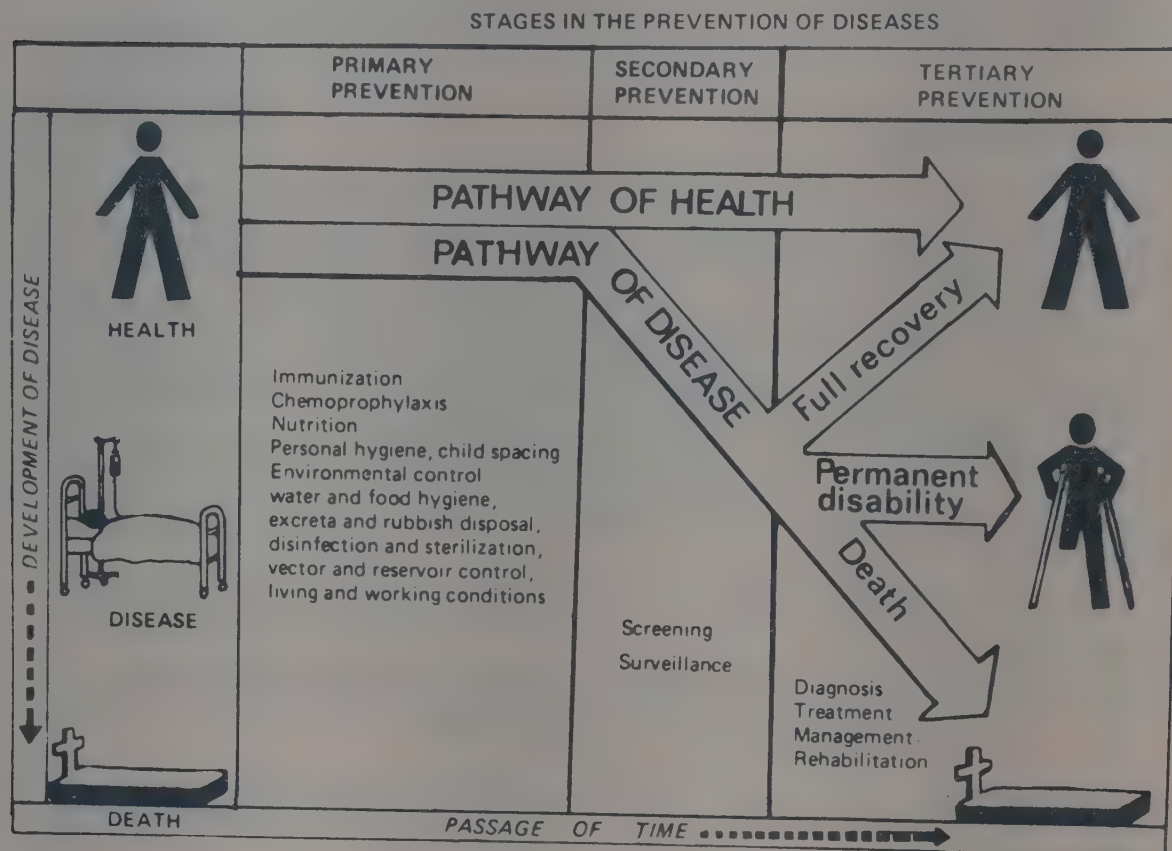 STAGES IN THE PREVENTION OF DISEASES
PRIMARY
PREVENTION
SECONDARY
PREVENTION
TERTIARY
PREVENTION
DEVELOPMENT OF DISEASE
HEALTH
DISEASE
DEATH
PATHWAY OF HEALTH
PATHWAY OF DISEASE
Full recovery
Permanent
disability
Death
Immunization
Chemoprophylaxis
Nutrition
Personal hygiene, child spacing
Environmental control
water and food hygiene,
excreta and rubbish disposal,
disinfection and sterilization,
vector and reservoir control,
living and working conditions
Screening
Surveillance
Diagnosis
Treatment
Management
Rehabilitation
PASSAGE OF TIME